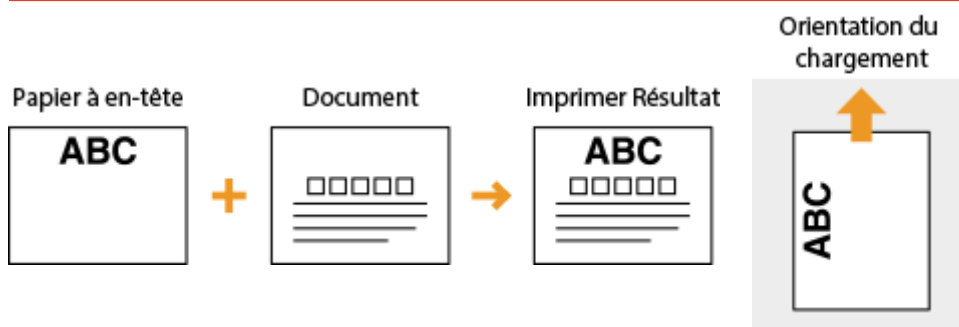 Orientation du
chargement
Papier à en-tête
Document
Imprimer Résultat
ABC
ABC
ABC